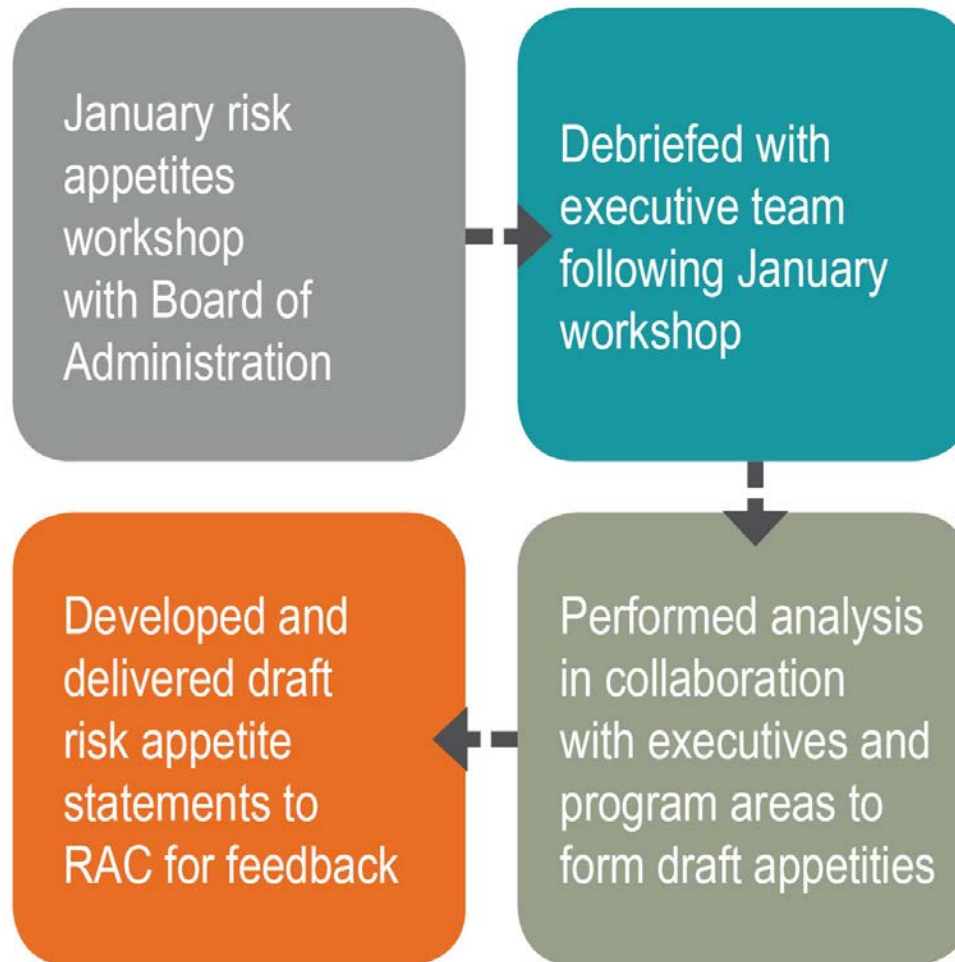 January risk
appetites
workshop
with Board of
Administration
Debriefed with
executive team
following January
workshop
Performed analysis
in collaboration
with executives and
program areas to
form draft appetities
Developed and
delivered draft
risk appetite
statements to
RAC for feedback